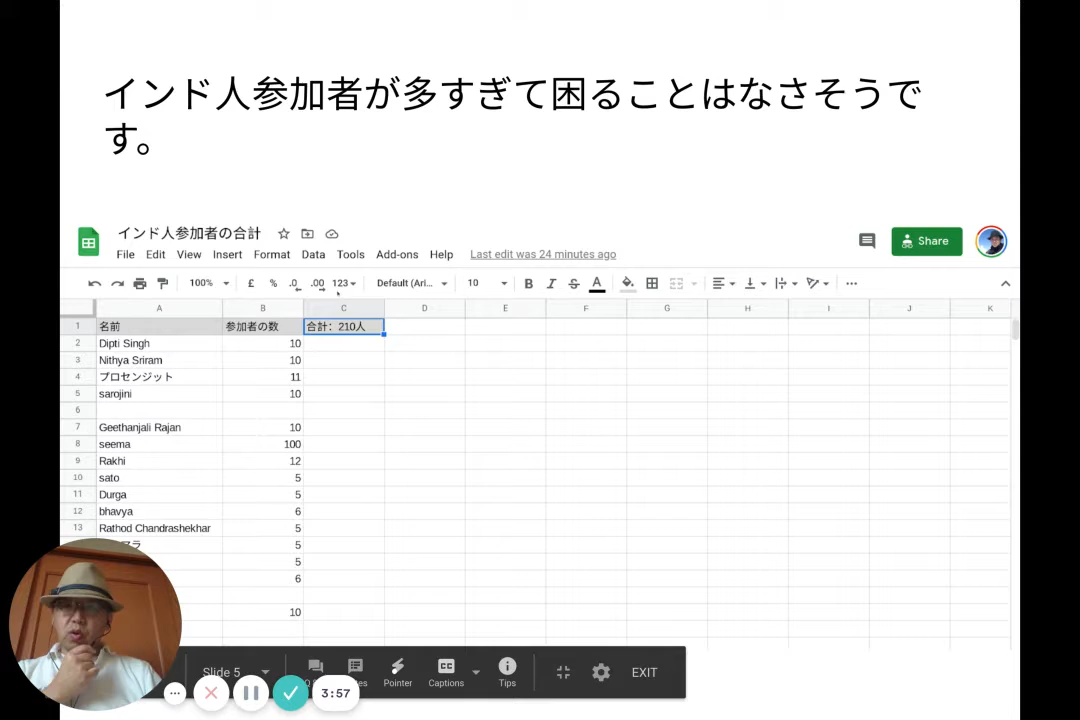 インド人参加者が多すぎて困ることはなさそうで
す。
インド人参加者の合計
File Edit View Insert Format Data Tools Add-ons Help Last edit was 24 minutes ago
Share
100% £ % .0 .00 123 Default (Ari... 10 B I S A
A B C D E F G H I J K
1 名前 参加者の数 合計：210人
2 Dipti Singh 10
3 Nithya Sriram 10
4 プロセンジット 11
5 sarojini 10
6
7 Geethanjali Rajan 10
8 seema 100
9 Rakhi 12
10 sato 5
11 Durga 5
12 bhavya 6
13 Rathod Chandrashekhar 5
ラ 5
5
6
10
Slide 5 Pointer Captions Tips EXIT
CC
3:57